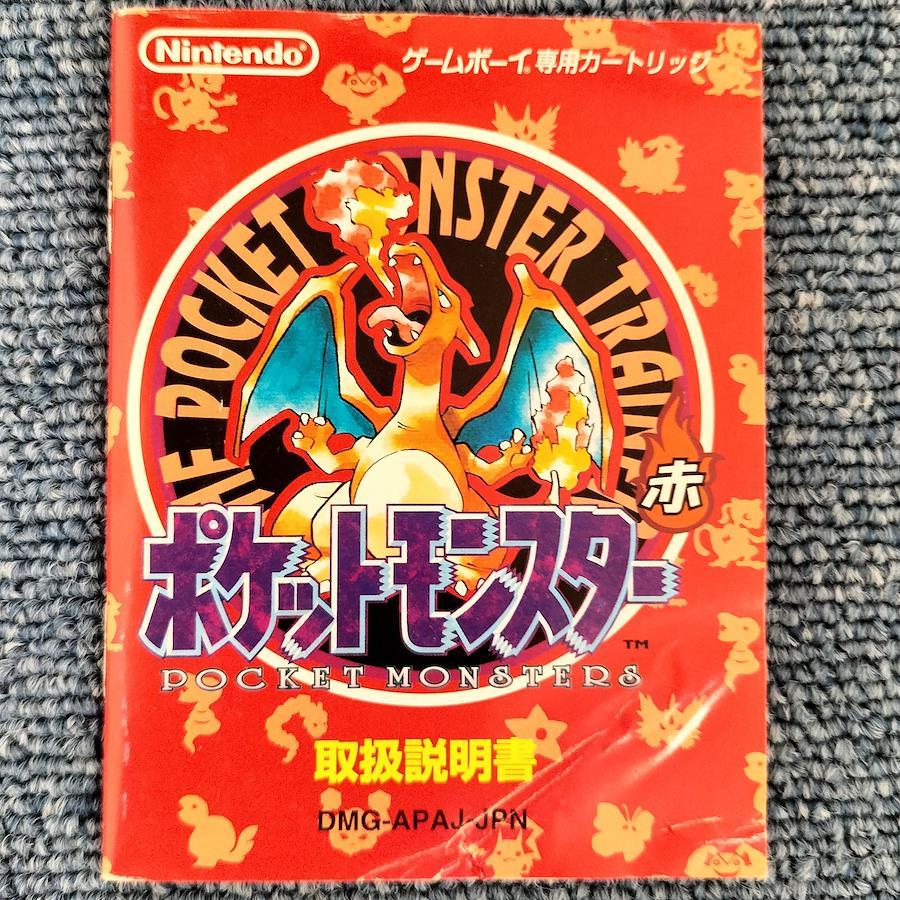 Nintendo®
ゲームボーイ®専用カートリッジ
POCKET MONSTER
赤
ポケットモンスター
TM
POCKET MONSTERS
取扱説明書
DMG-APAJ-JPN